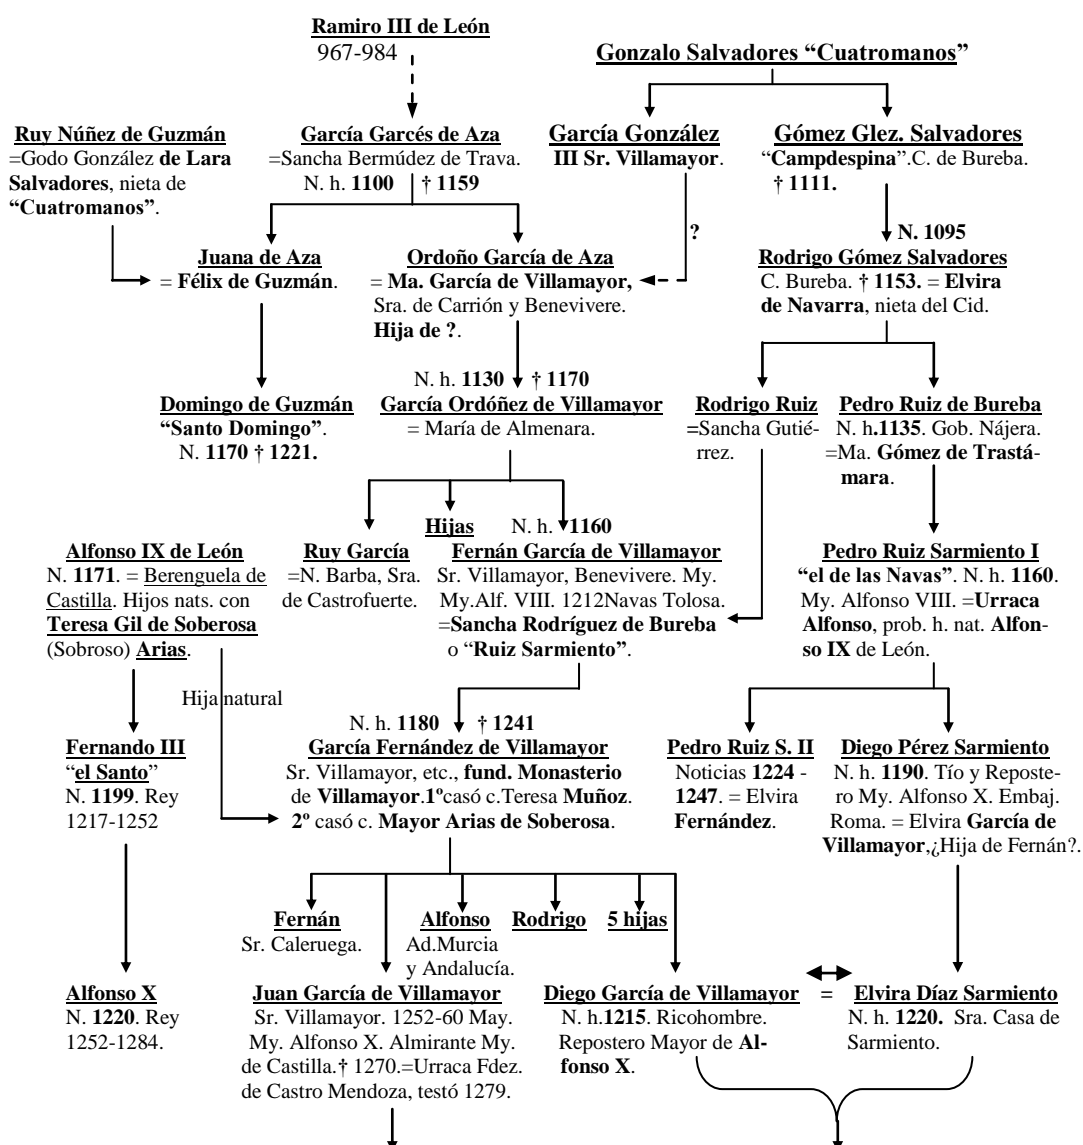 Ramiro III de León
967-984
Gonzalo Salvadores “Cuatromanos”
Ruy Núñez de Guzmán
=Godo González de Lara
Salvadores, nieta de
“Cuatromanos”.
García Garcés de Aza
=Sancha Bermúdez de Trava.
N. h. 1100 † 1159
García González
III Sr. Villamayor.
Gómez Glez. Salvadores
“Campdespina”.C. de Bureba.
† 1111.
?
N. 1095
Juana de Aza
= Félix de Guzmán.
Ordoño García de Aza
= Ma. García de Villamayor,
Sra. de Carrión y Benevivere.
Hija de ?.
Rodrigo Gómez Salvadores
C. Bureba. † 1153. = Elvira
de Navarra, nieta del Cid.
N. h. 1130 † 1170
Domingo de Guzmán
“Santo Domingo”.
N. 1170 † 1221.
García Ordóñez de Villamayor
= María de Almenara.
Rodrigo Ruiz
=Sancha Gutié-
rrez.
Pedro Ruiz de Bureba
N. h.1135. Gob. Nájera.
=Ma. Gómez de Trastá-
mara.
Hijas
N. h. 1160
Alfonso IX de León
N. 1171. = Berenguela de
Castilla. Hijos nats. con
Teresa Gil de Soberosa
(Sobroso) Arias.
Ruy García
=N. Barba, Sra.
de Castrofuerte.
Fernán García de Villamayor
Sr. Villamayor, Benevivere. My.
My.Alf. VIII. 1212Navas Tolosa.
=Sancha Rodríguez de Bureba
o “Ruiz Sarmiento”.
Pedro Ruiz Sarmiento I
“el de las Navas”. N. h. 1160.
My. Alfonso VIII. =Urraca
Alfonso, prob. h. nat. Alfon-
so IX de León.
Hija natural
N. h. 1180 † 1241
Fernando III
“el Santo”
N. 1199. Rey
1217-1252
García Fernández de Villamayor
Sr. Villamayor, etc., fund. Monasterio
de Villamayor.1ºcasó c.Teresa Muñoz.
2º casó c. Mayor Arias de Soberosa.
Pedro Ruiz S. II
Noticias 1224 -
1247. = Elvira
Fernández.
Diego Pérez Sarmiento
N. h. 1190. Tío y Reposte-
ro My. Alfonso X. Embaj.
Roma. = Elvira García de
Villamayor,¿Hija de Fernán?.
Fernán
Sr. Caleruega.
Alfonso
Ad.Murcia
y Andalucía.
Rodrigo
5 hijas
Alfonso X
N. 1220. Rey
1252-1284.
Juan García de Villamayor
Sr. Villamayor. 1252-60 May.
My. Alfonso X. Almirante My.
de Castilla.† 1270.=Urraca Fdez.
de Castro Mendoza, testó 1279.
Diego García de Villamayor
N. h.1215. Ricohombre.
Repostero Mayor de Al-
fonso X.
=
Elvira Díaz Sarmiento
N. h. 1220. Sra. Casa de
Sarmiento.